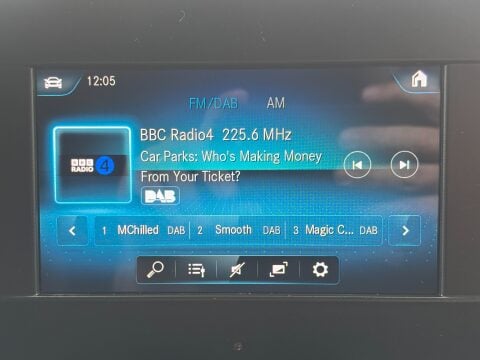 12:05
FM/DAB AM
BBC Radio4 225.6 MHz
BBC
RADIO 4
Car Parks: Who's Making Money
From Your Ticket?
DAB
1 MChilled DAB 2 Smooth DAB 3 Magic C... DAB